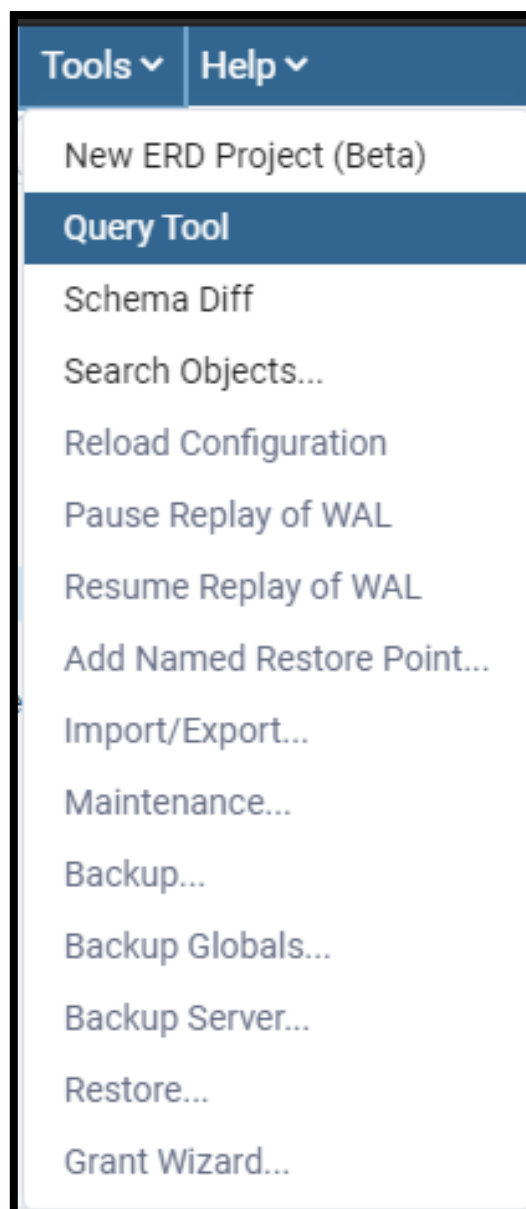 Tools Help
New ERD Project (Beta)
Query Tool
Schema Diff
Search Objects...
Reload Configuration
Pause Replay of WAL
Resume Replay of WAL
Add Named Restore Point...
Import/Export...
Maintenance...
Backup...
Backup Globals...
Backup Server...
Restore...
Grant Wizard...